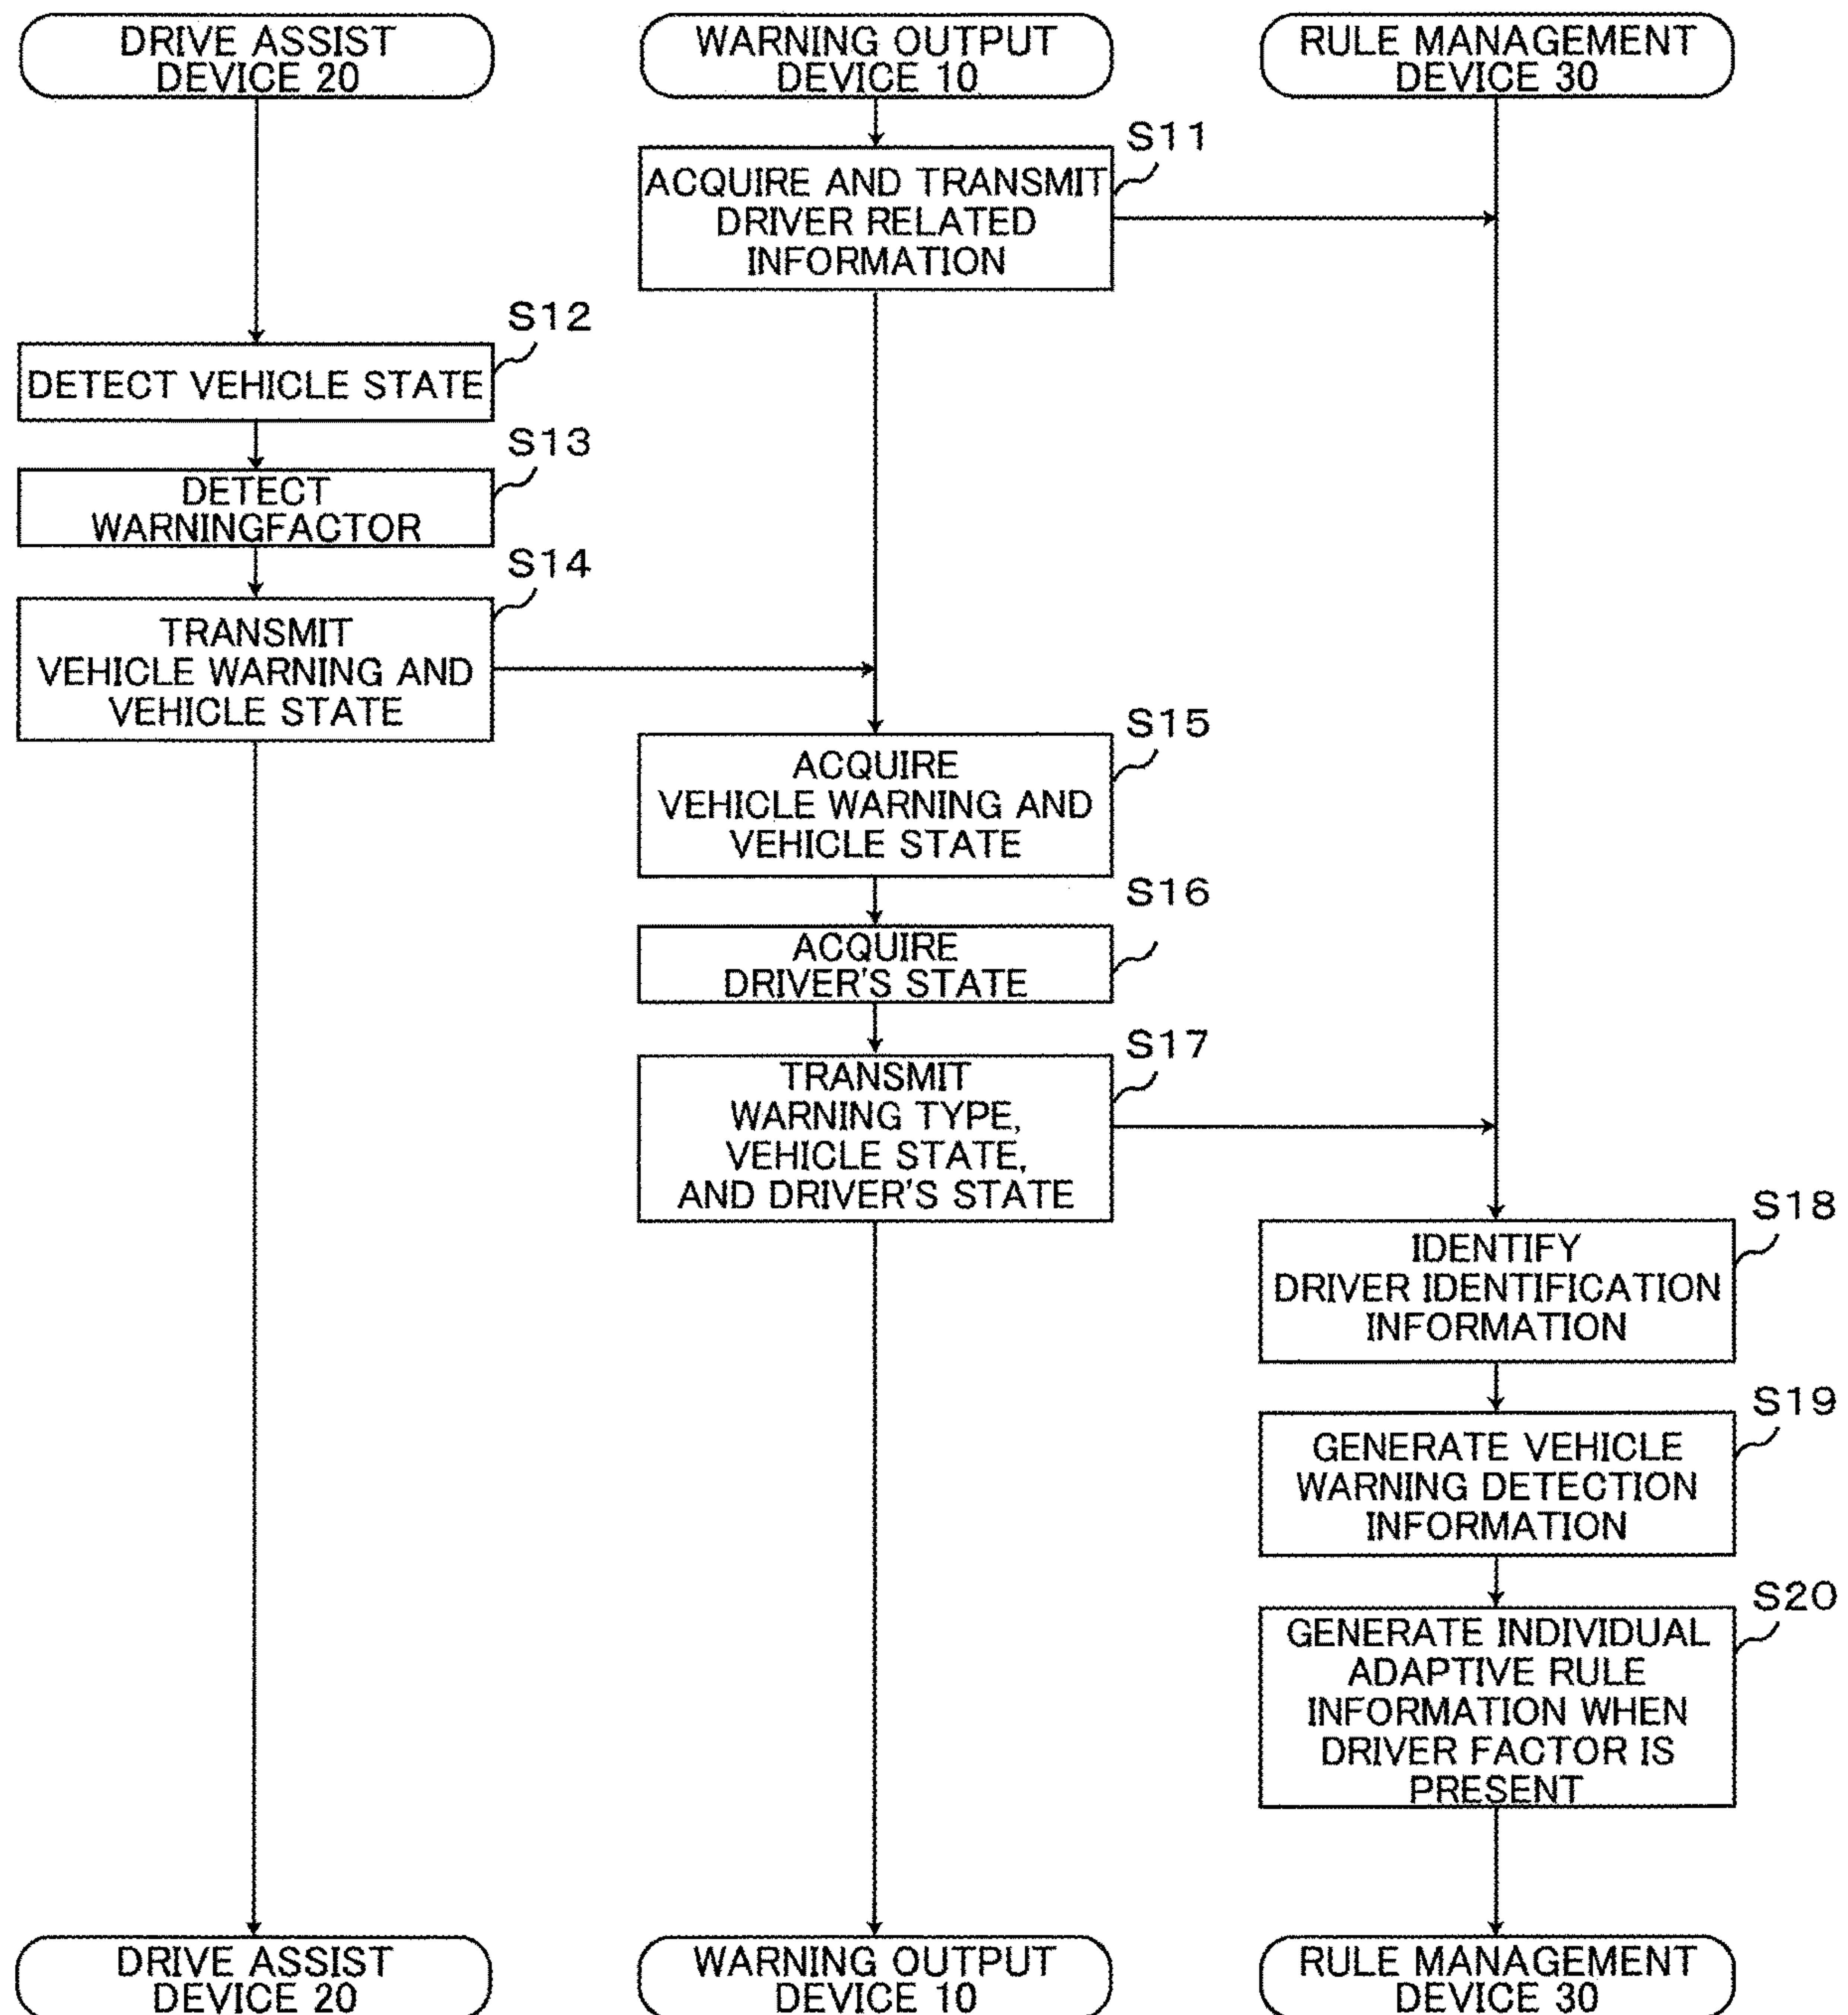 DRIVE ASSIST
DEVICE 20
WARNING OUTPUT
DEVICE 10
RULE MANAGEMENT
DEVICE 30
S11
ACQUIRE AND TRANSMIT
DRIVER RELATED
INFORMATION
S12
DETECT VEHICLE STATE
S13
DETECT
WARNINGFACTOR
S14
TRANSMIT
VEHICLE WARNING AND
VEHICLE STATE
S15
ACQUIRE
VEHICLE WARNING AND
VEHICLE STATE
S16
ACQUIRE
DRIVER'S STATE
S17
TRANSMIT
WARNING TYPE,
VEHICLE STATE,
AND DRIVER'S STATE
S18
IDENTIFY
DRIVER IDENTIFICATION
INFORMATION
S19
GENERATE VEHICLE
WARNING DETECTION
INFORMATION
S20
GENERATE INDIVIDUAL
ADAPTIVE RULE
INFORMATION WHEN
DRIVER FACTOR IS
PRESENT
DRIVE ASSIST
DEVICE 20
WARNING OUTPUT
DEVICE 10
RULE MANAGEMENT
DEVICE 30